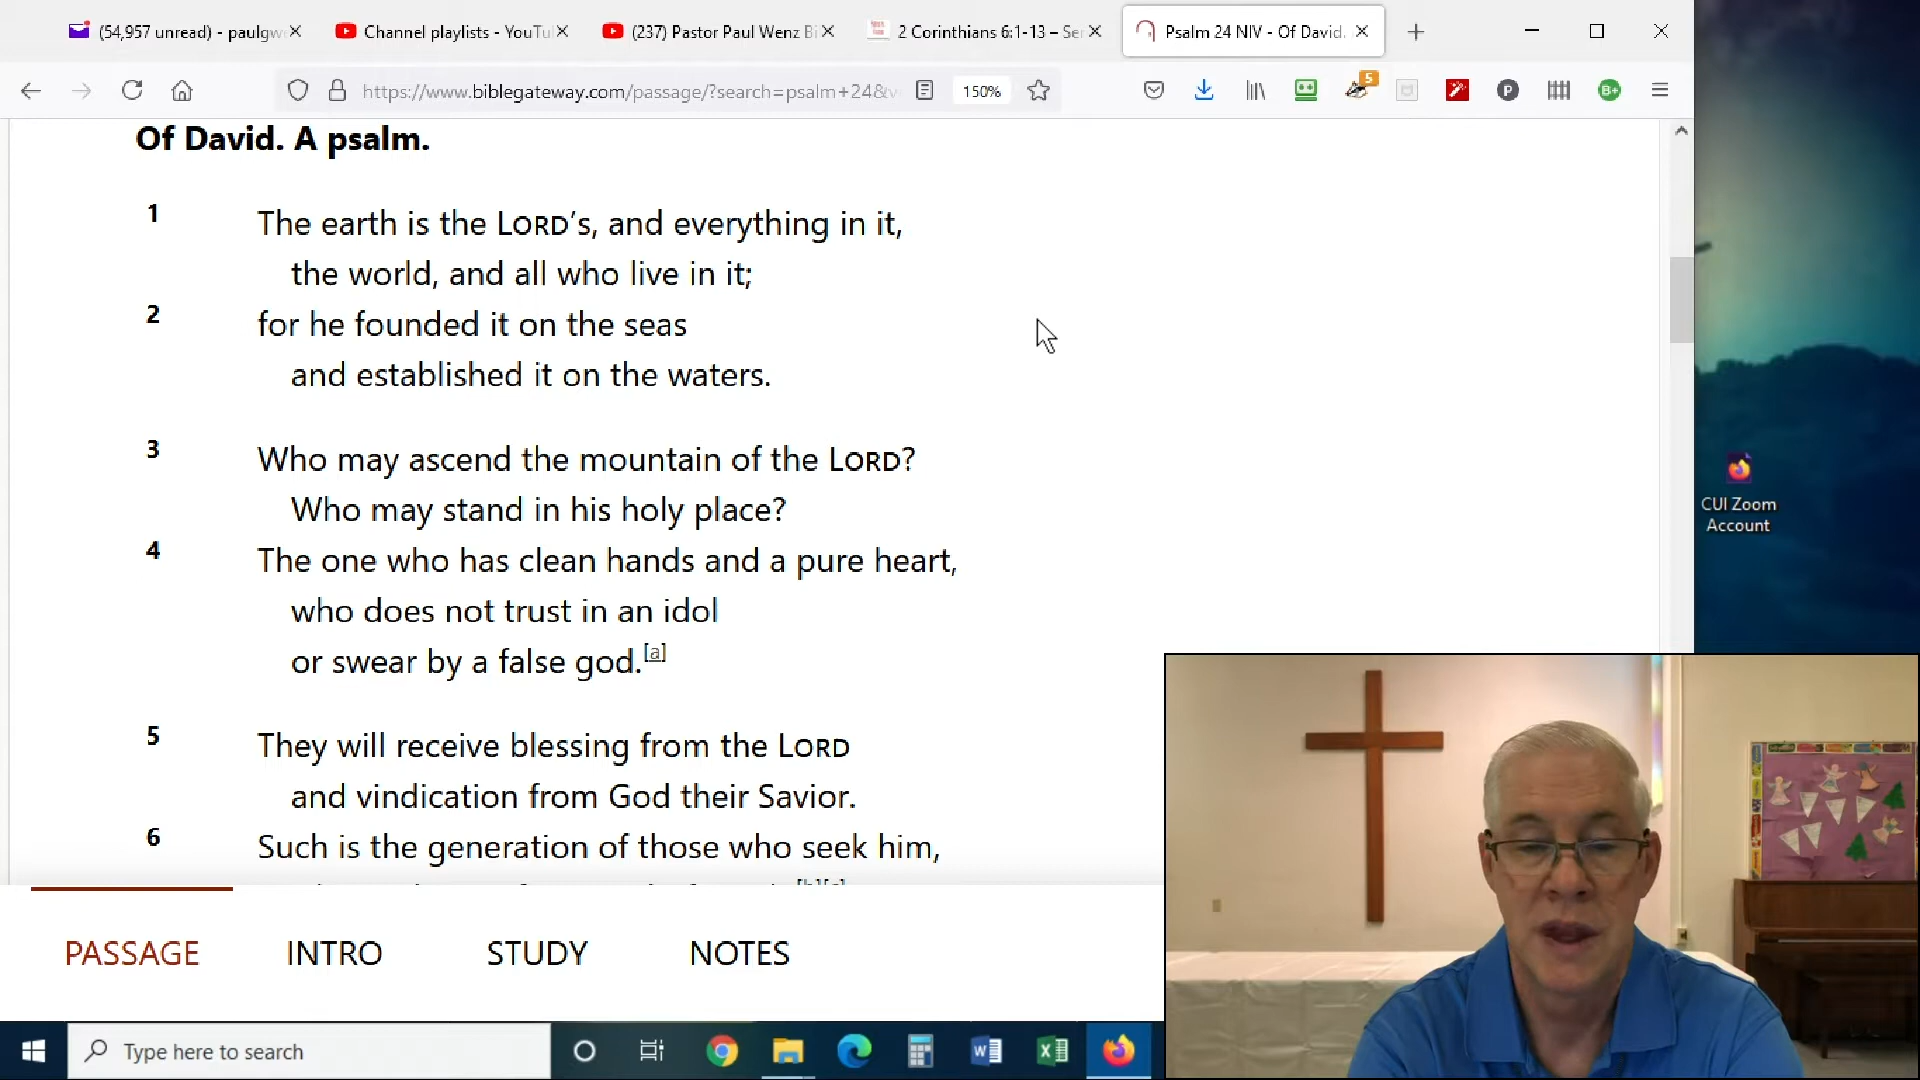 (54,957 unread) - paulgw
Channel playlists - YouTu
(237) Pastor Paul Wenz Bi
2 Corinthians 6:1-13 – Ser
Psalm 24 NIV - Of David.
https://www.biblegateway.com/passage/?search=psalm+24&v
150%
5
P
B+
Of David. A psalm.
1 The earth is the LORD’s, and everything in it,
the world, and all who live in it;
2 for he founded it on the seas
and established it on the waters.
3 Who may ascend the mountain of the LORD?
Who may stand in his holy place?
4 The one who has clean hands and a pure heart,
who does not trust in an idol
or swear by a false god.[a]
5 They will receive blessing from the LORD
and vindication from God their Savior.
6 Such is the generation of those who seek him,
PASSAGE INTRO STUDY NOTES
CUI Zoom
Account
Type here to search